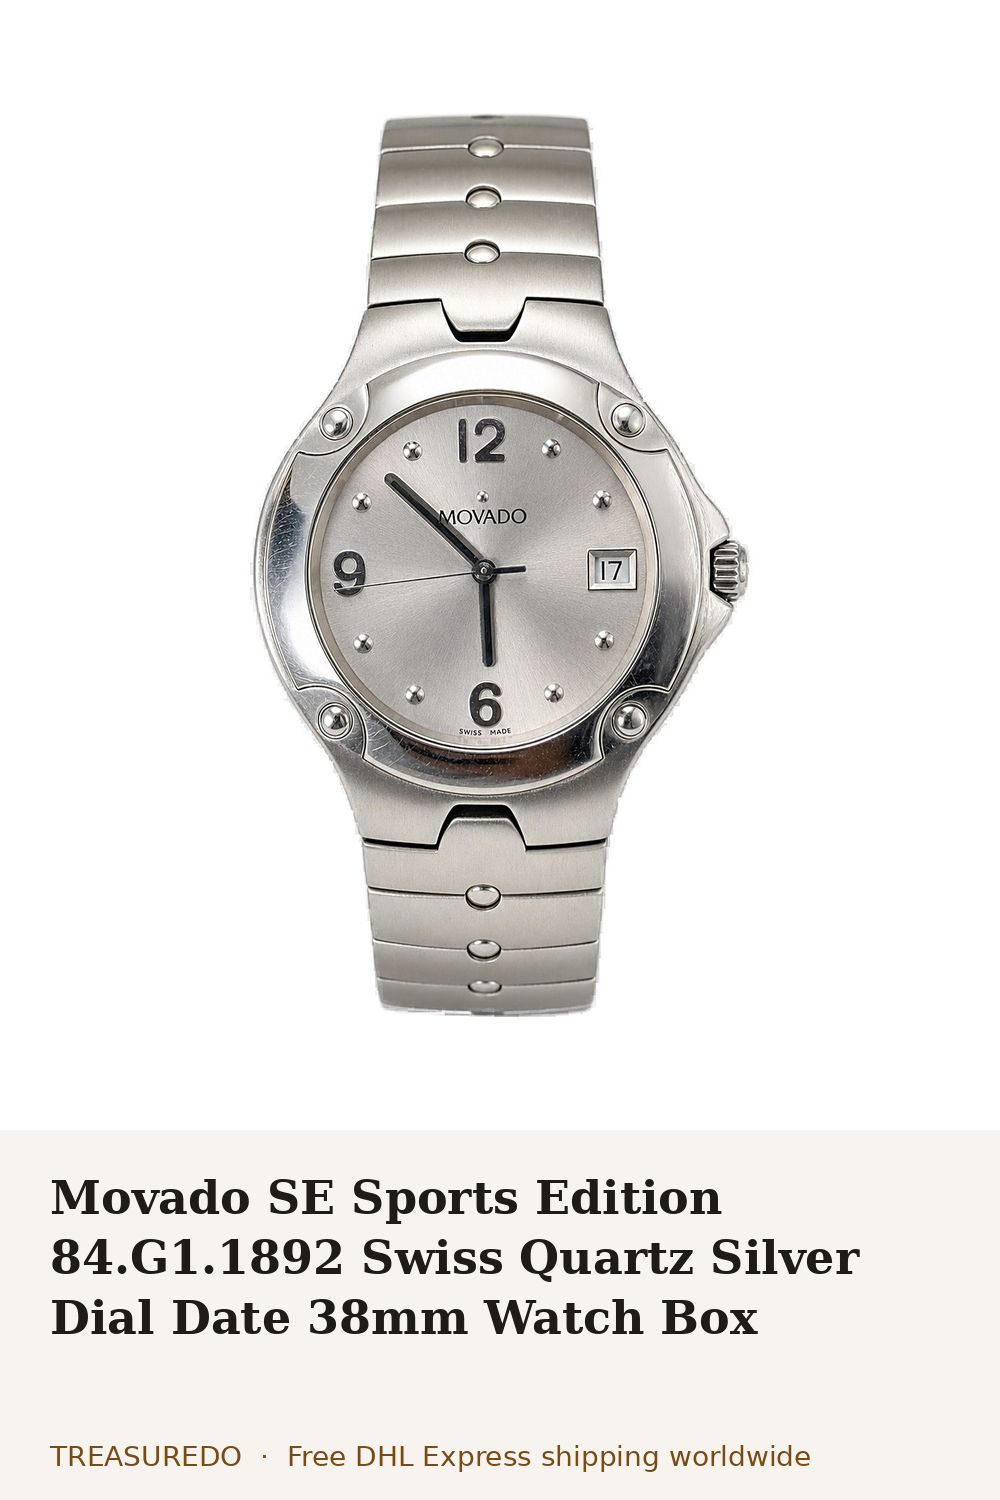 12
MOVADO
9
17
6
SWISS MADE
Movado SE Sports Edition
84.G1.1892 Swiss Quartz Silver
Dial Date 38mm Watch Box
TREASUREDO · Free DHL Express shipping worldwide